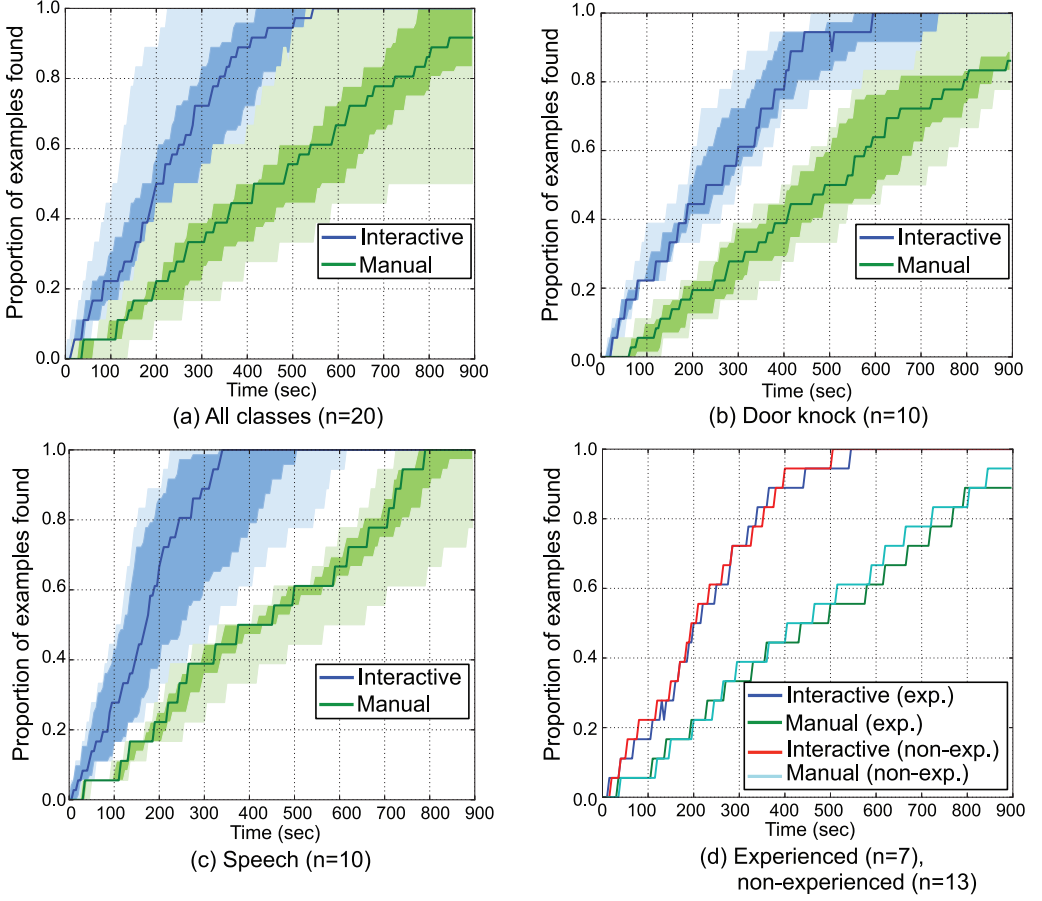 Proportion of examples found
1.0
0.8
0.6
0.4
0.2
0.0
Interactive
Manual
0 100 200 300 400 500 600 700 800 900
Time (sec)
(a) All classes (n=20)
Proportion of examples found
1.0
0.8
0.6
0.4
0.2
0.0
Interactive
Manual
0 100 200 300 400 500 600 700 800 900
Time (sec)
(b) Door knock (n=10)
Proportion of examples found
1.0
0.8
0.6
0.4
0.2
0.0
Interactive
Manual
0 100 200 300 400 500 600 700 800 900
Time (sec)
(c) Speech (n=10)
Proportion of examples found
1.0
0.8
0.6
0.4
0.2
0.0
Interactive (exp.)
Manual (exp.)
Interactive (non-exp.)
Manual (non-exp.)
0 100 200 300 400 500 600 700 800 900
Time (sec)
(d) Experienced (n=7),
non-experienced (n=13)